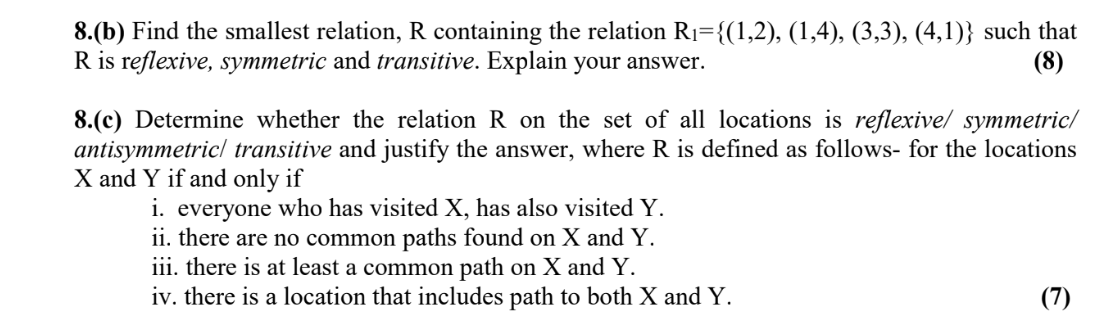 8.(b) Find the smallest relation, R containing the relation R₁={(1,2), (1,4), (3,3), (4,1)} such that
R is reflexive, symmetric and transitive. Explain your answer. (8)
8.(c) Determine whether the relation R on the set of all locations is reflexive/ symmetric/
antisymmetric/ transitive and justify the answer, where R is defined as follows- for the locations
X and Y if and only if
i. everyone who has visited X, has also visited Y.
ii. there are no common paths found on X and Y.
iii. there is at least a common path on X and Y.
iv. there is a location that includes path to both X and Y. (7)